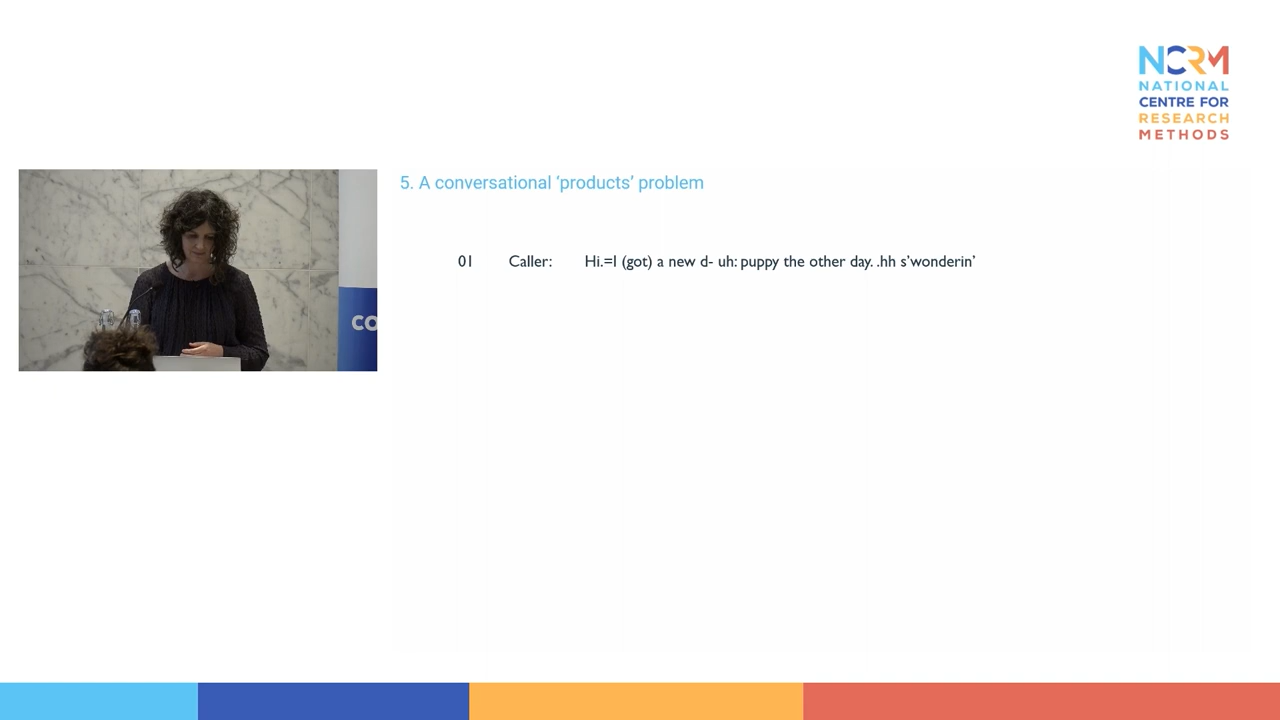 NCRM
NATIONAL
CENTRE FOR
RESEARCH
METHODS
5. A conversational ‘products’ problem
01 Caller: Hi.=I (got) a new d- uh: puppy the other day. .hh s’wonderin’
CO